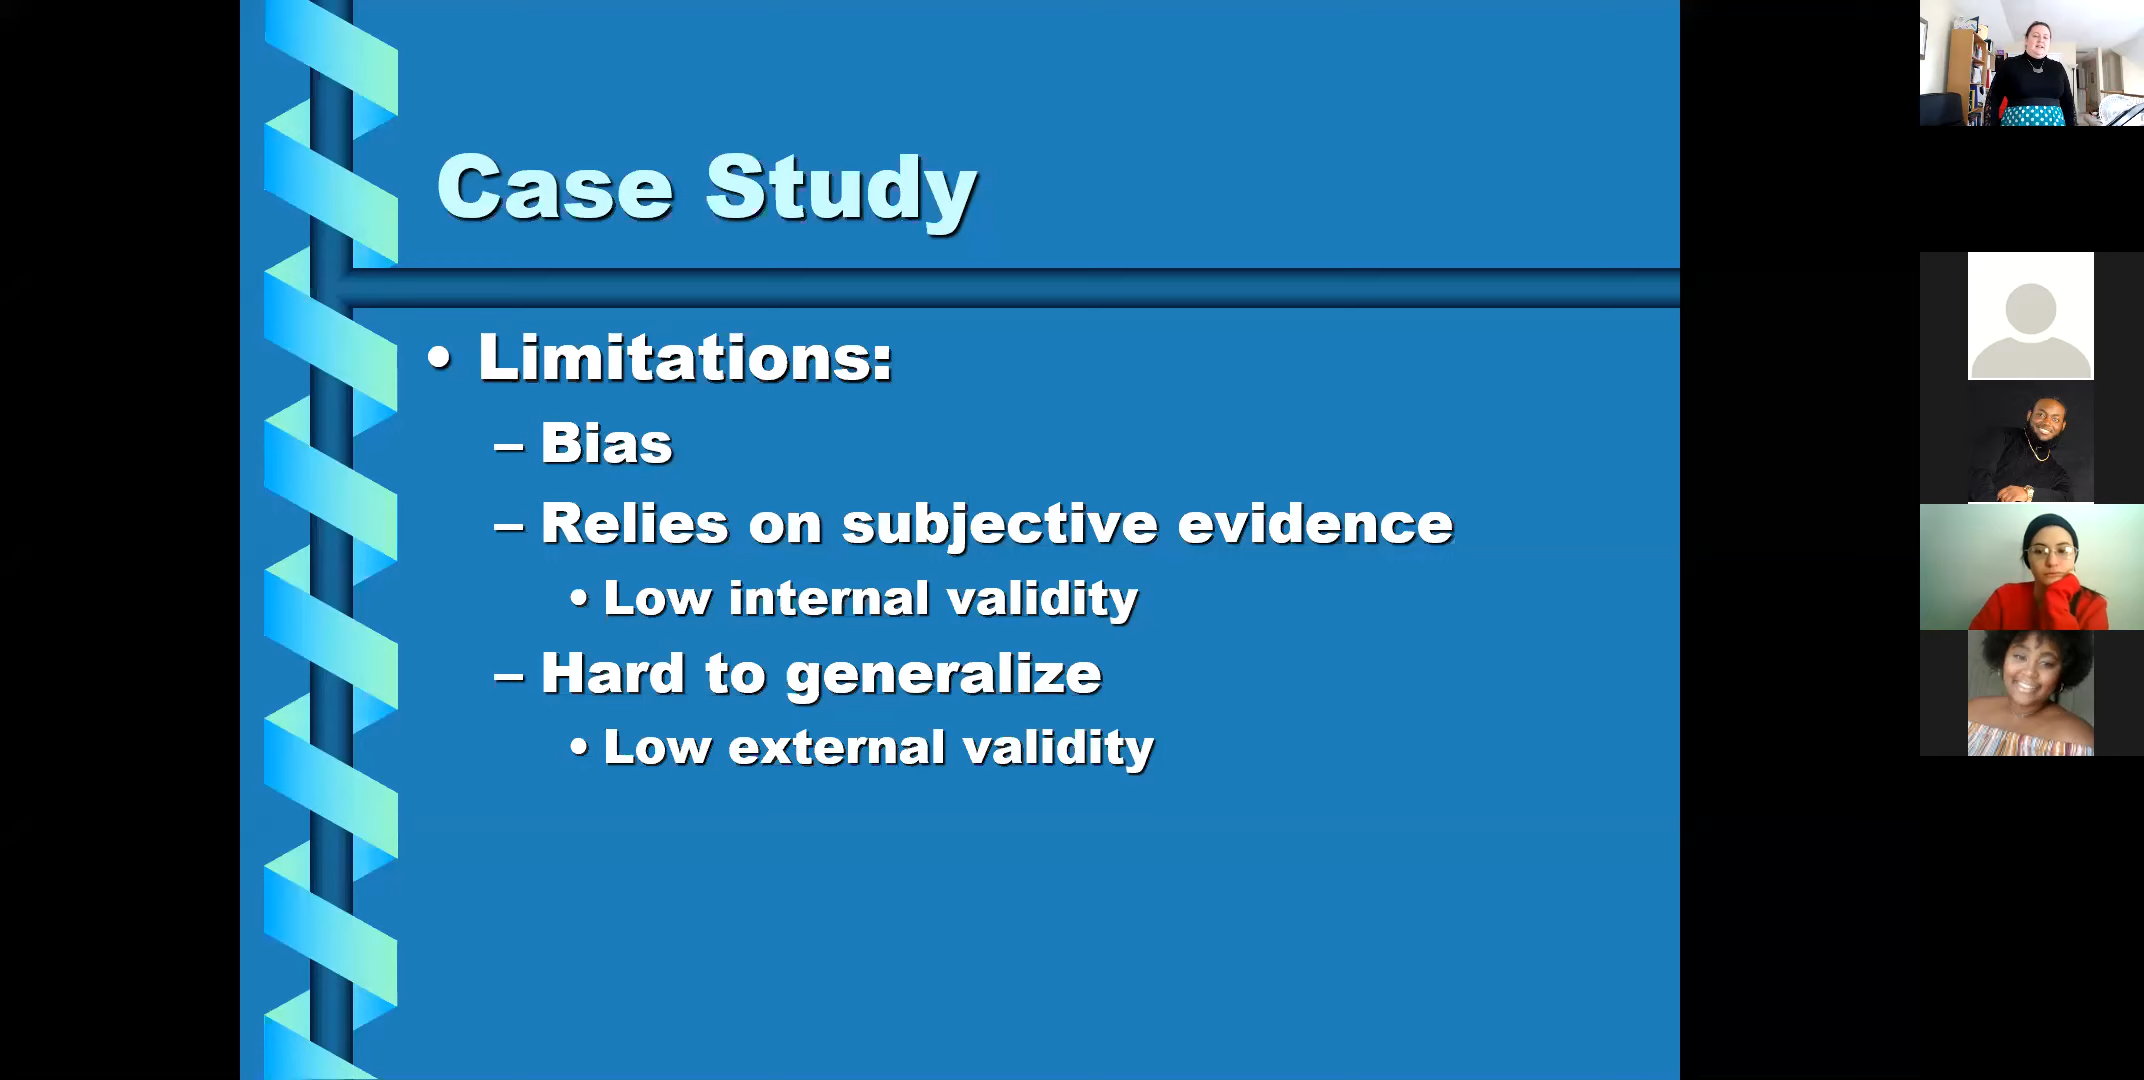 Case Study
• Limitations:
– Bias
– Relies on subjective evidence
• Low internal validity
– Hard to generalize
• Low external validity